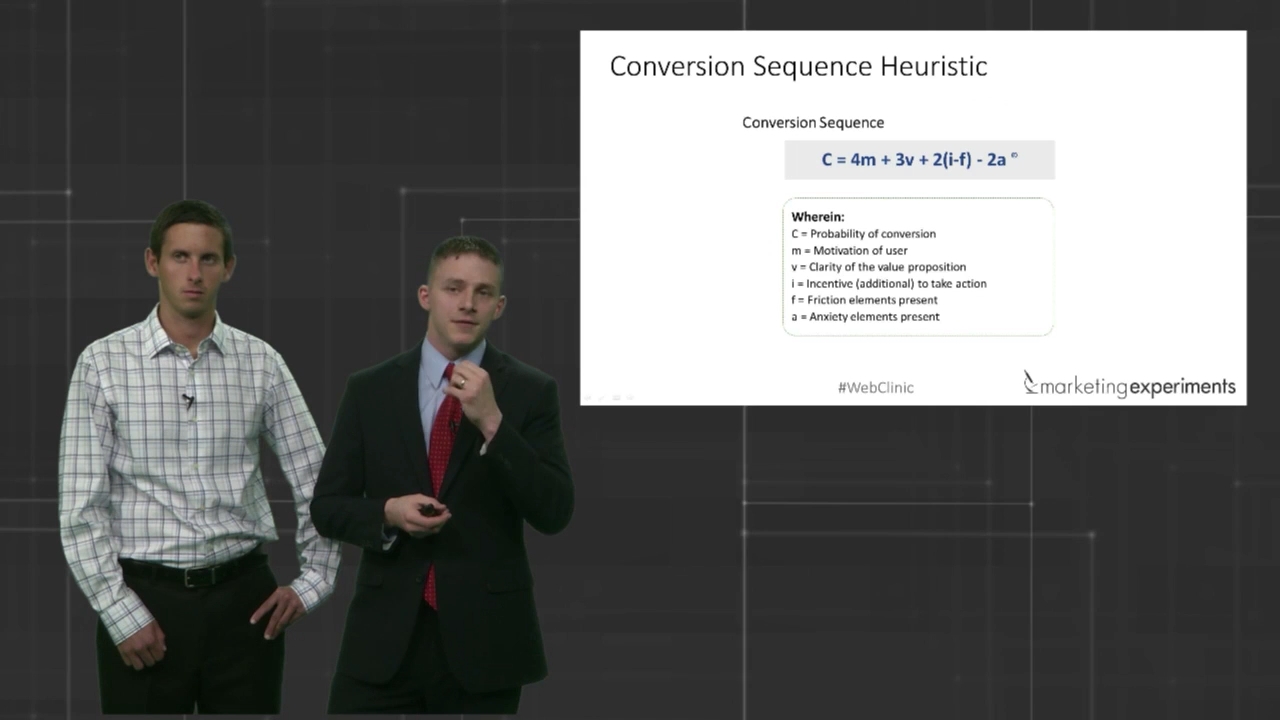 Conversion Sequence Heuristic
Conversion Sequence
C = 4m + 3v + 2(i-f) - 2a ©
Wherein:
C = Probability of conversion
m = Motivation of user
v = Clarity of the value proposition
i = Incentive (additional) to take action
f = Friction elements present
a = Anxiety elements present
#WebClinic
marketingexperiments